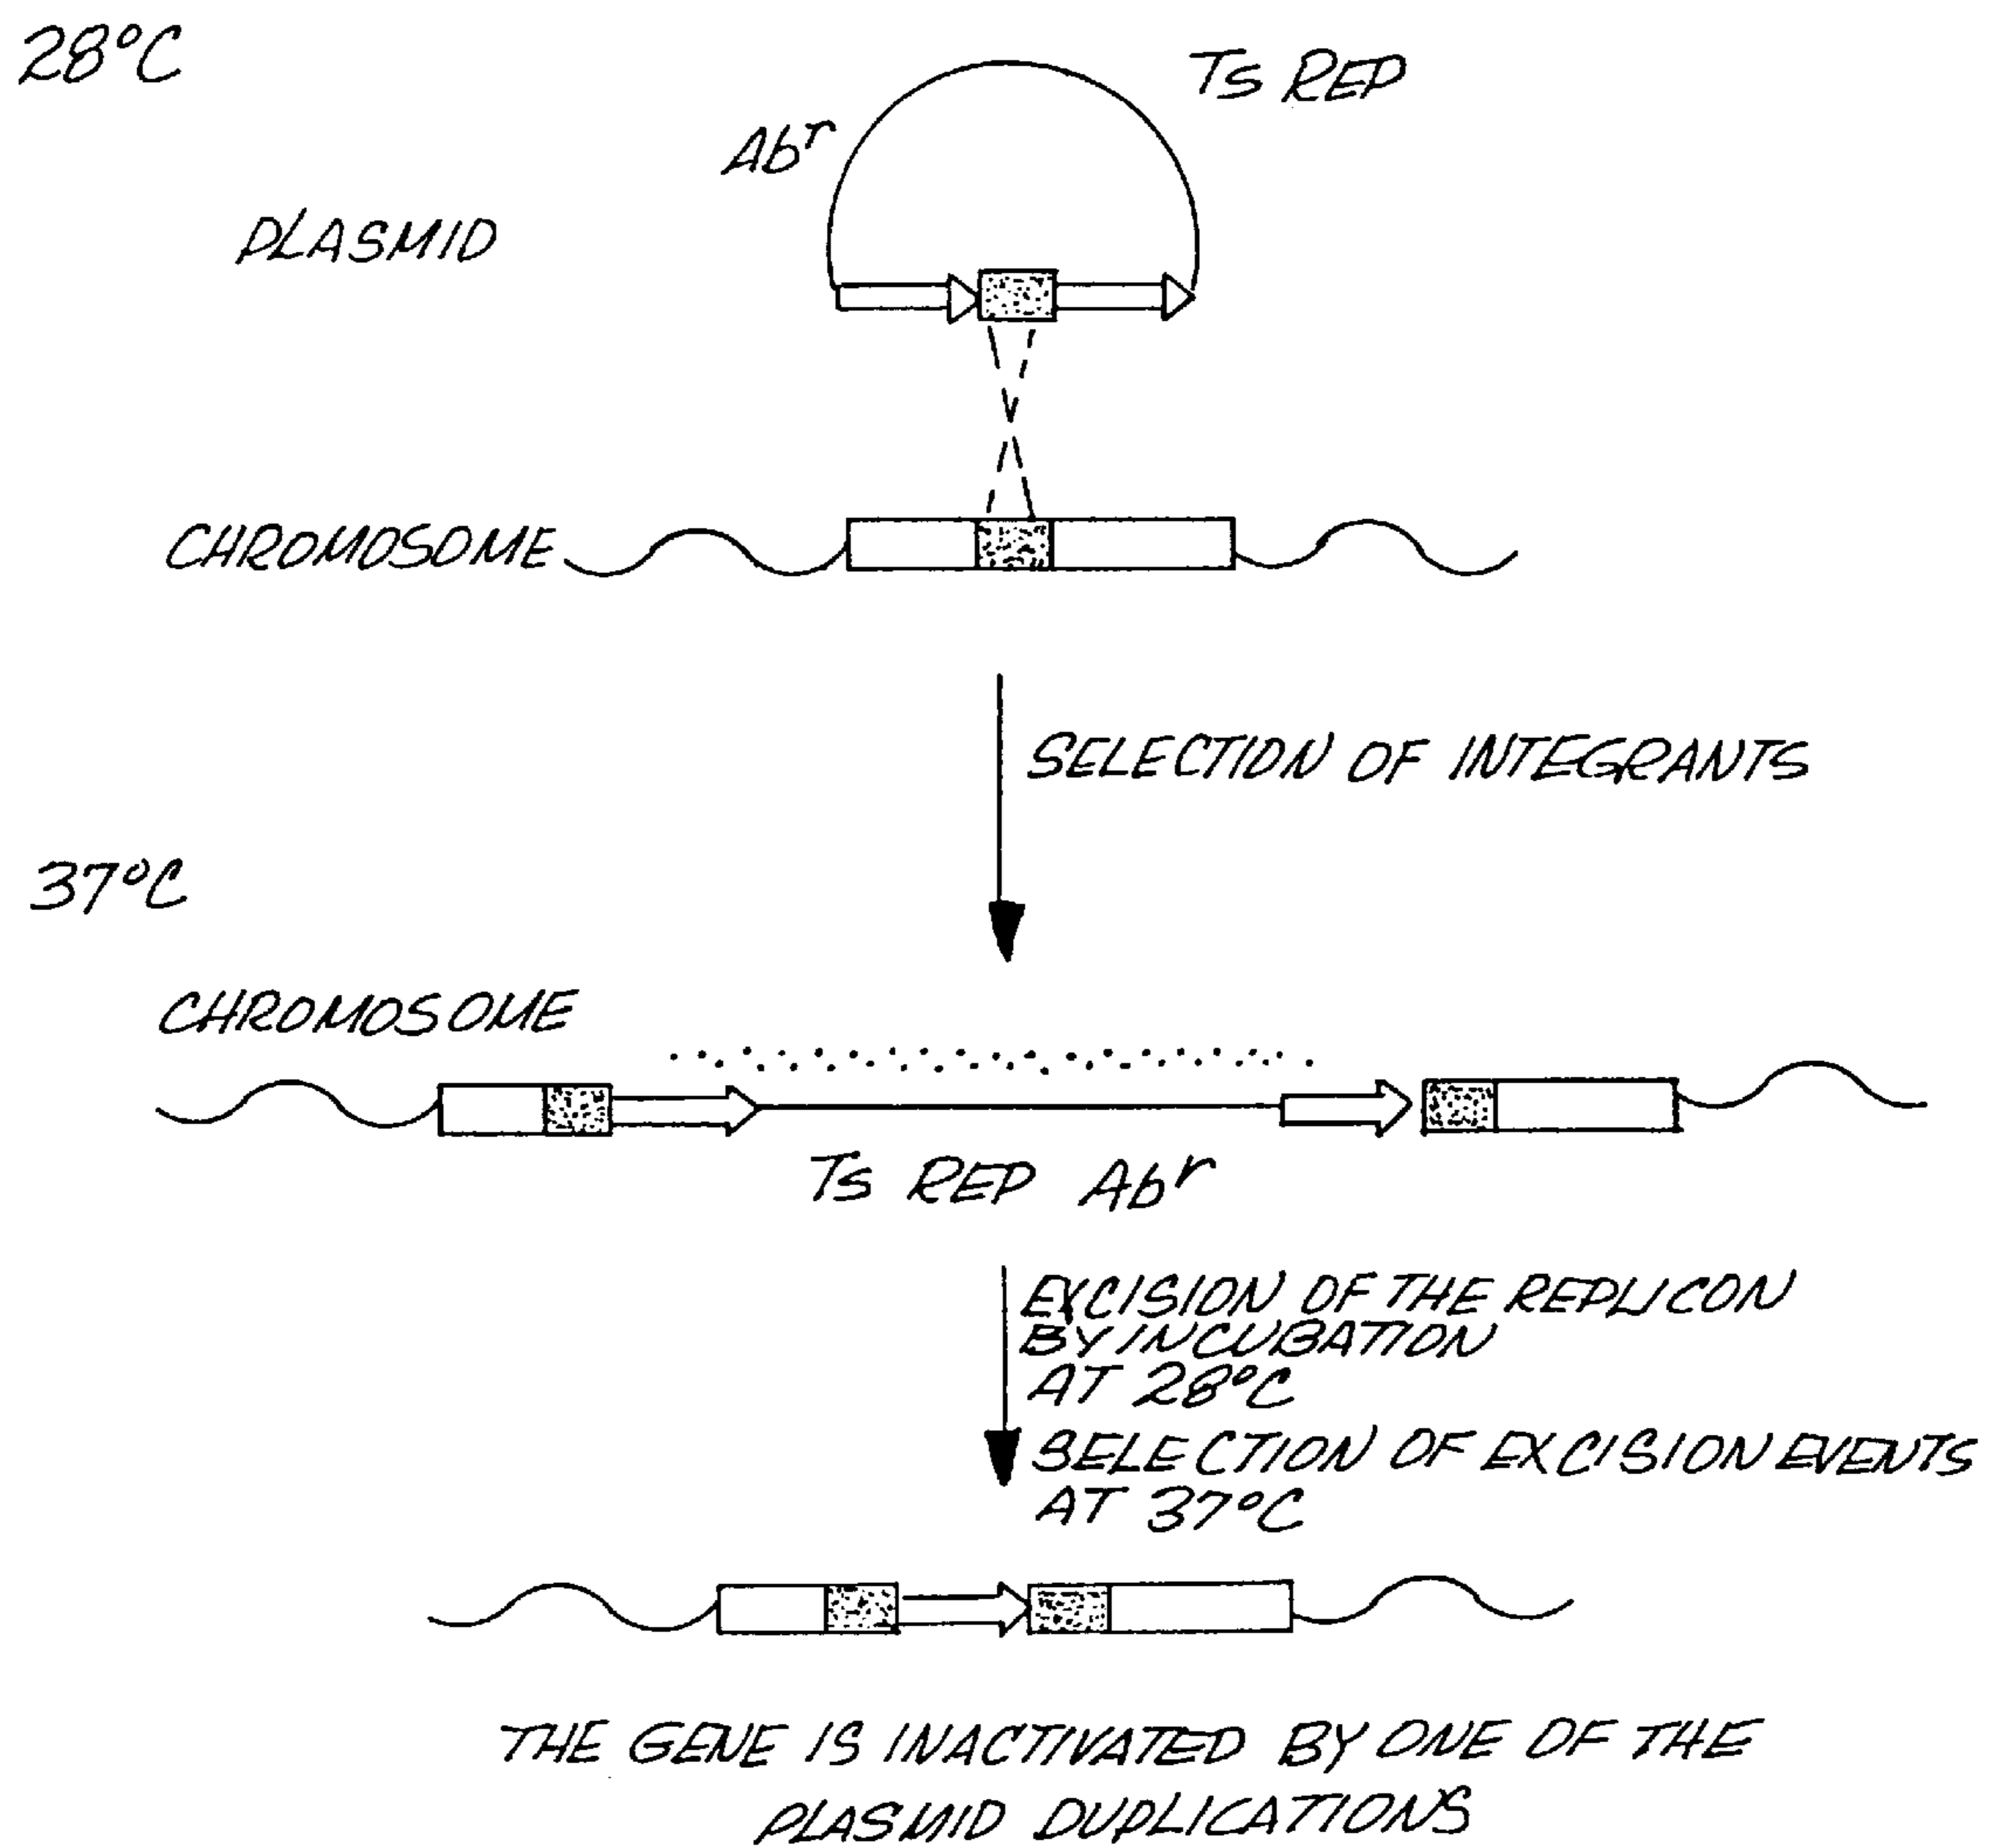 28°C
Ts REP
Abʳ
PLASMID
CHROMOSOME
SELECTION OF INTEGRANTS
37°C
CHROMOSOME
Ts REP Abʳ
EXCISION OF THE REPLICON
BY INCUBATION
AT 28°C
SELECTION OF EXCISION EVENTS
AT 37°C
THE GENE IS INACTIVATED BY ONE OF THE
PLASMID DUPLICATIONS